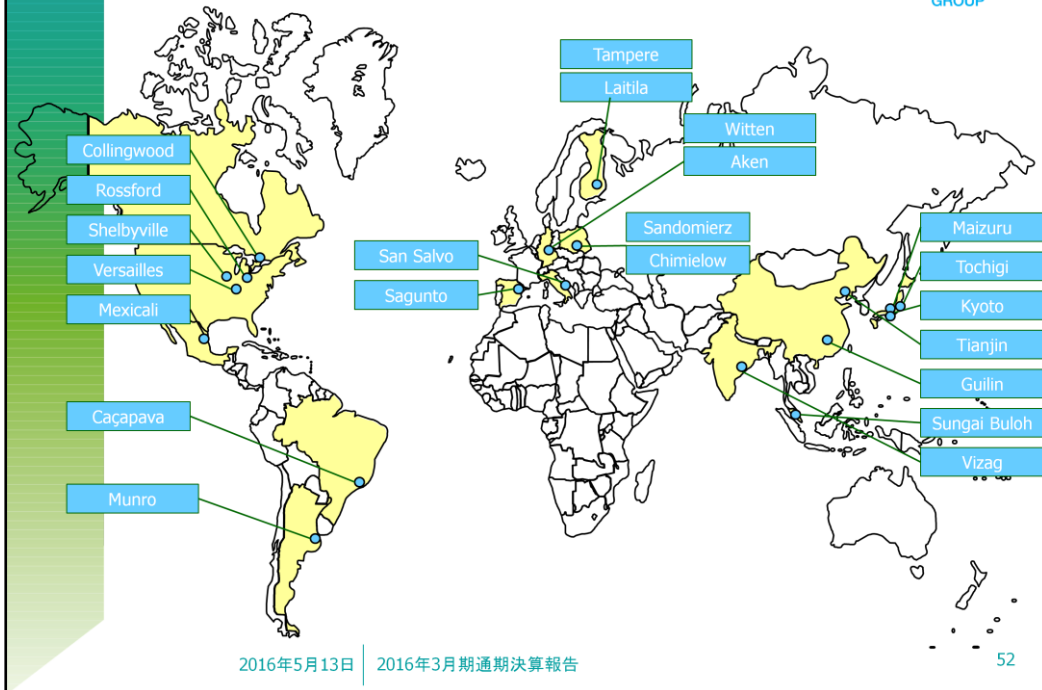 GROUP
Tampere
Laitila
Witten
Aken
Collingwood
Rossford
Shelbyville
Versailles
Mexicali
San Salvo
Sagunto
Sandomierz
Chimielow
Maizuru
Tochigi
Kyoto
Tianjin
Guilin
Sungai Buloh
Vizag
Caçapava
Munro
2016年5月13日
2016年3月期通期決算報告
52